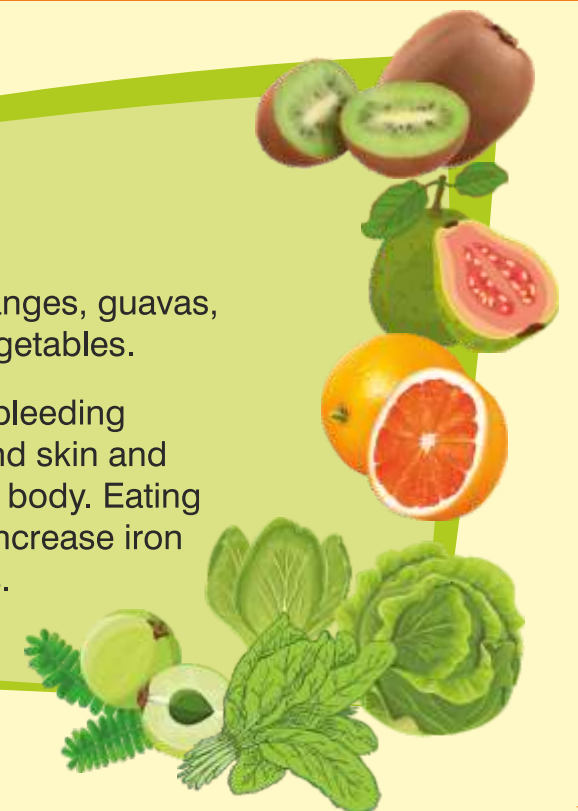 anges, guavas,
getables.
bleeding
nd skin and
body. Eating
ncrease iron
.